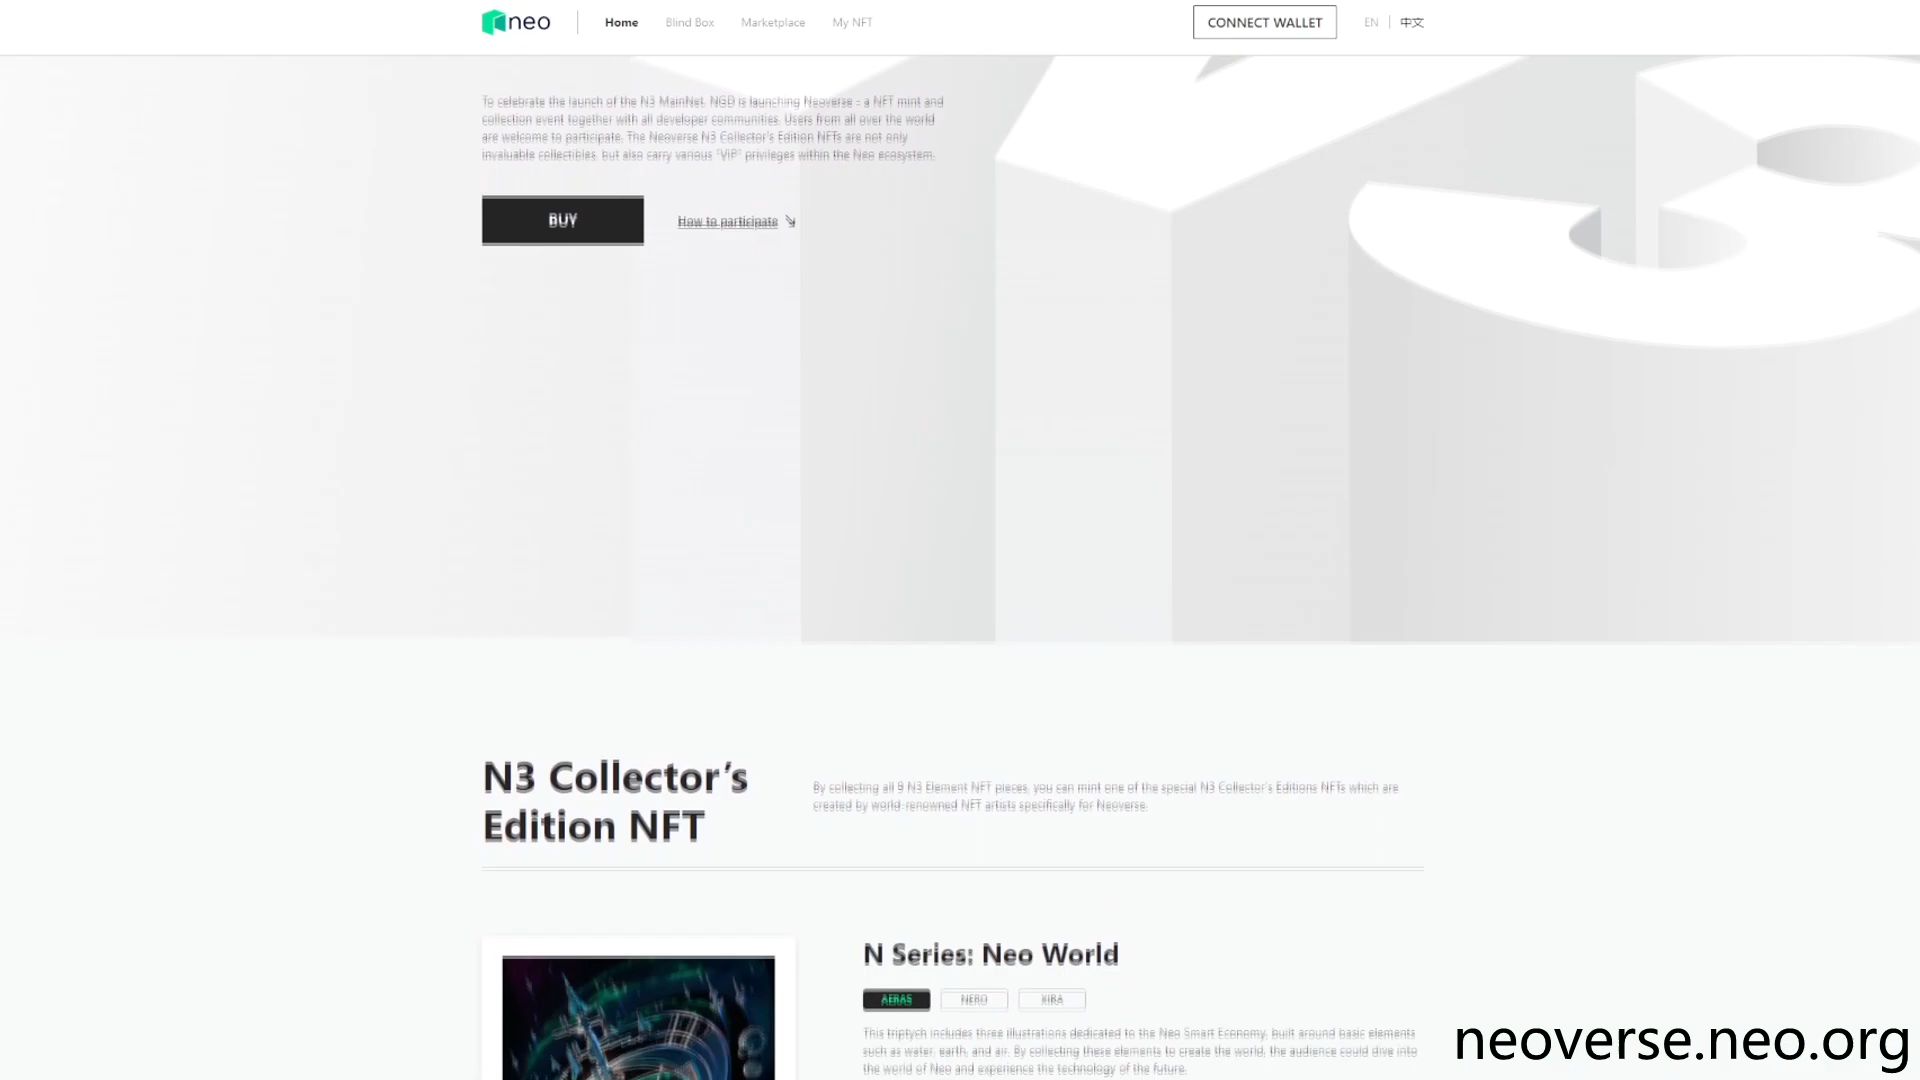 neo
Home
Blind Box
Marketplace
My NFT
CONNECT WALLET
EN
中文
To celebrate the launch of the N3 MainNet, NGD is launching Neoverse - a NFT mint and
collection event together with all developer communities. Users from all over the world
are welcome to participate. The Neoverse N3 Collector's Edition NFTs are not only
invaluable collectibles, but also carry various "VIP" privileges within the Neo ecosystem.
BUY
How to participate
N3 Collector's
Edition NFT
By collecting all 9 N3 Element NFT pieces, you can mint one of the special N3 Collector's Editions NFTs which are
created by world-renowned NFT artists specifically for Neoverse.
N Series: Neo World
AERAS
NERO
XIBA
This triptych includes three illustrations dedicated to the Neo Smart Economy, built around basic elements
such as water, earth, and air. By collecting these elements to create the world, the audience could dive into
the world of Neo and experience the technology of the future.
neoverse.neo.org